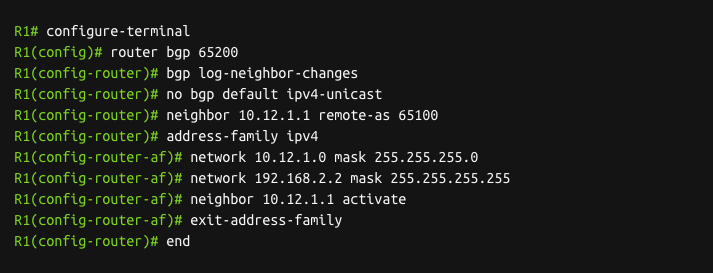 R1# configure-terminal
R1(config)# router bgp 65200
R1(config-router)# bgp log-neighbor-changes
R1(config-router)# no bgp default ipv4-unicast
R1(config-router)# neighbor 10.12.1.1 remote-as 65100
R1(config-router)# address-family ipv4
R1(config-router-af)# network 10.12.1.0 mask 255.255.255.0
R1(config-router-af)# network 192.168.2.2 mask 255.255.255.255
R1(config-router-af)# neighbor 10.12.1.1 activate
R1(config-router-af)# exit-address-family
R1(config-router)# end